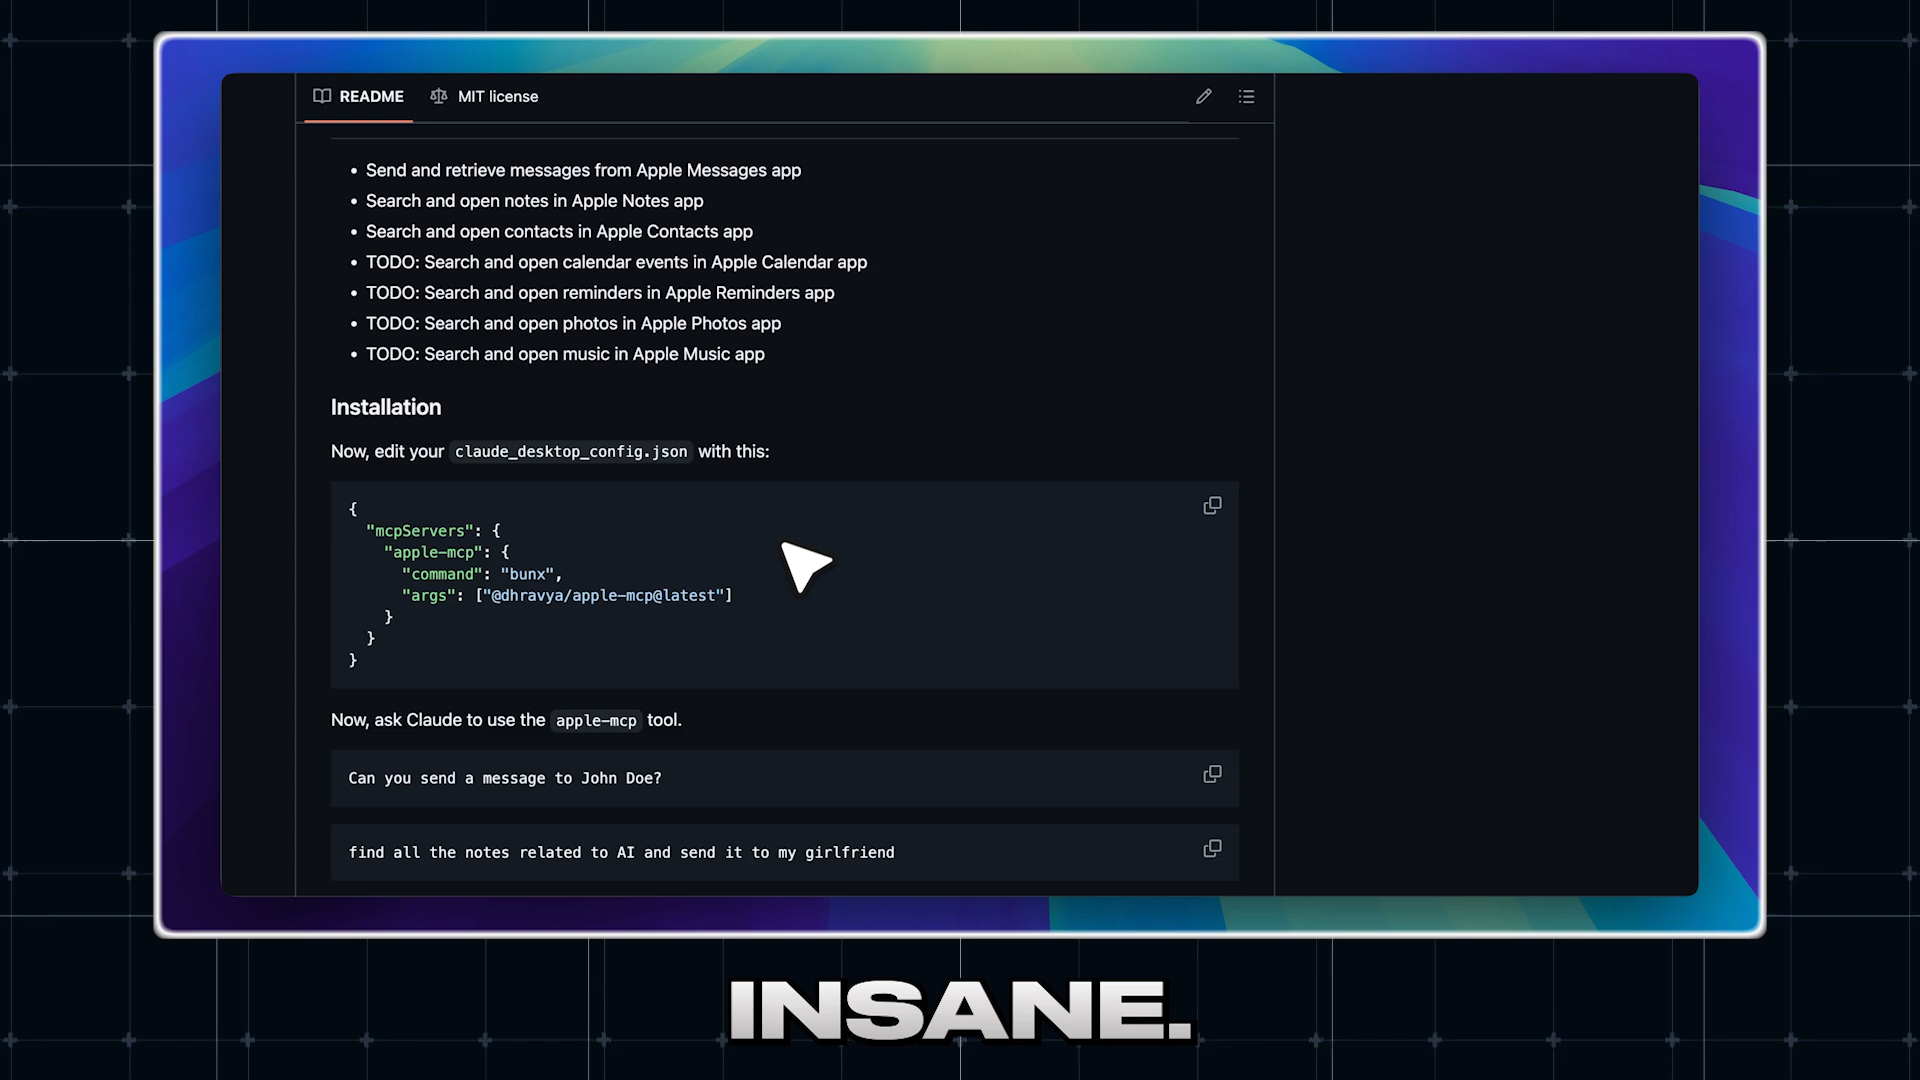 README MIT license
Send and retrieve messages from Apple Messages app
Search and open notes in Apple Notes app
Search and open contacts in Apple Contacts app
TODO: Search and open calendar events in Apple Calendar app
TODO: Search and open reminders in Apple Reminders app
TODO: Search and open photos in Apple Photos app
TODO: Search and open music in Apple Music app
Installation
Now, edit your claude_desktop_config.json with this:
{
"mcpServers": {
"apple-mcp": {
"command": "bunx",
"args": ["@dhravya/apple-mcp@latest"]
}
}
}
Now, ask Claude to use the apple-mcp tool.
Can you send a message to John Doe?
find all the notes related to AI and send it to my girlfriend
INSANE.